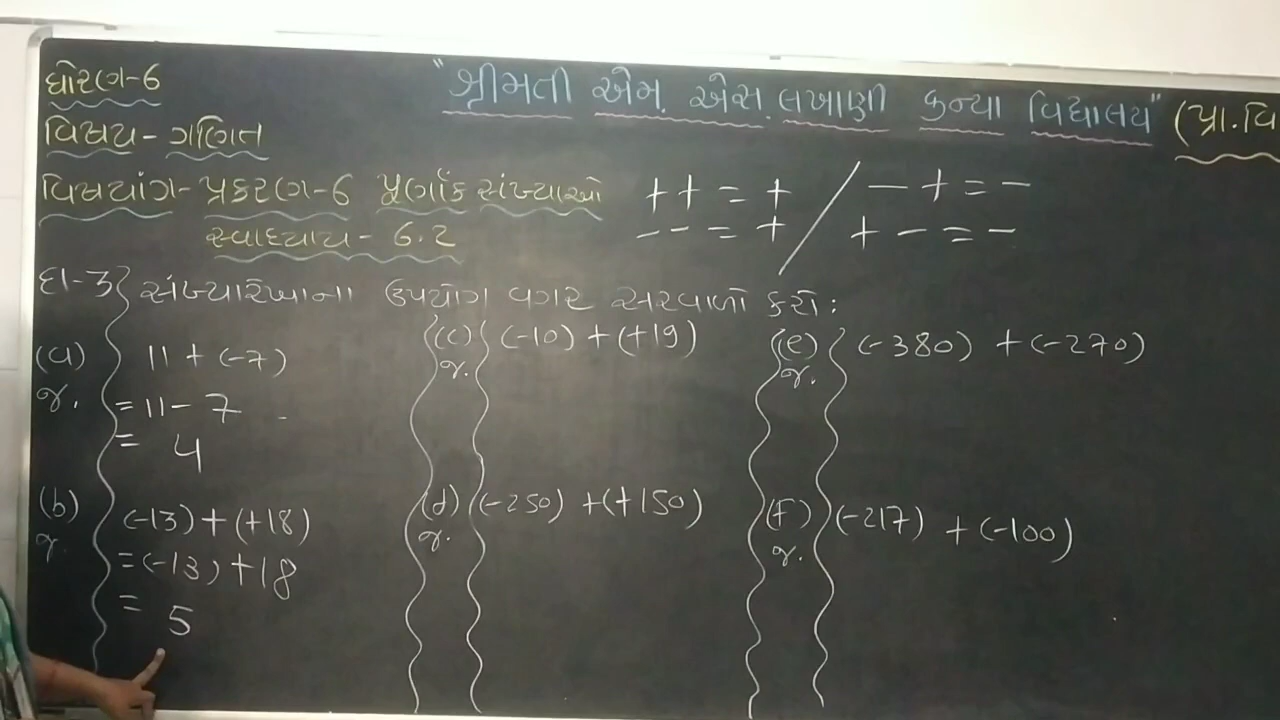 ધોરણ-6
"શ્રીમતી એમ. એસ. લખાણી કન્યા વિદ્યાલય" (પ્રા.વિ
વિષય - ગણિત
વિષયાંગ- પ્રકરણ-6 પૂર્ણાંક સંખ્યાઓ
સ્વાધ્યાય - 6.2
+ + = + / - + = -
- - = + / + - = -
દા-3 સંખ્યારેખાના ઉપયોગ વગર સરવાળો કરો:
(a) 11 + (-7)
જ. = 11 - 7
= 4
(b) (-13) + (+18)
જ. = (-13) + 18
= 5
(c) (-10) + (+19)
જ.
(d) (-250) + (+150)
જ.
(e) (-380) + (-270)
જ.
(f) (-217) + (-100)
જ.